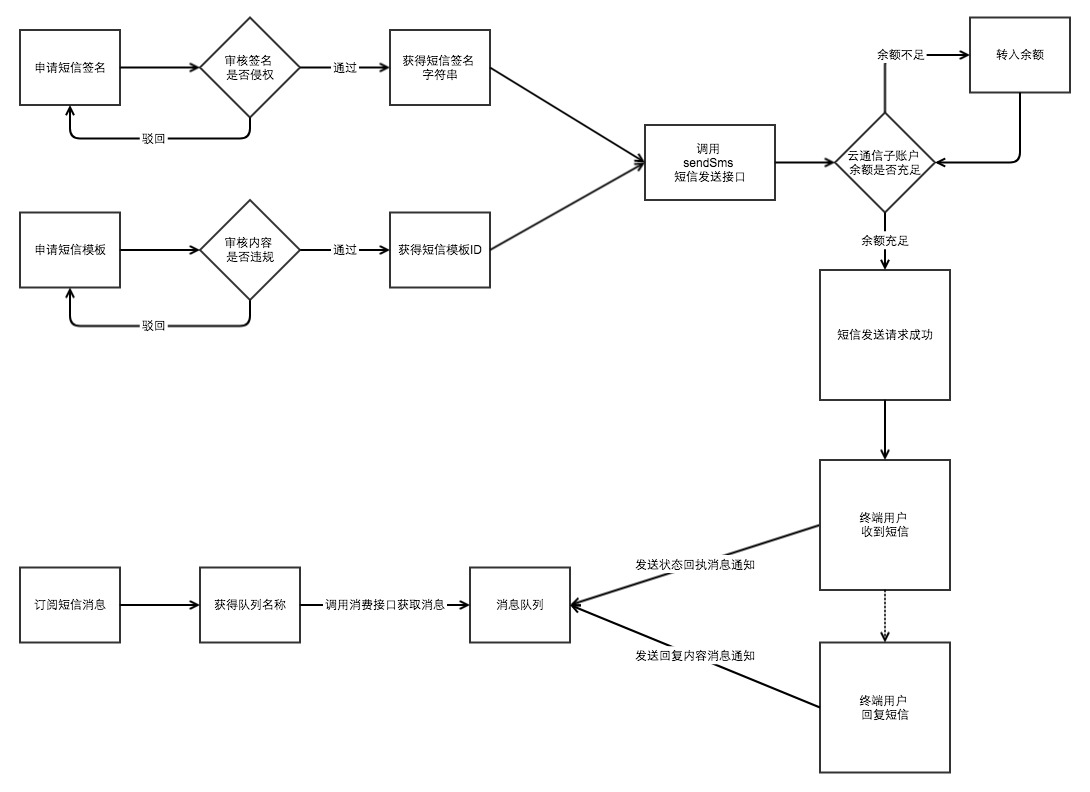 申请短信签名
审核签名
是否侵权
通过
获得短信签名
字符串
驳回
余额不足
转入余额
调用
sendSms
短信发送接口
云通信子账户
余额是否充足
申请短信模板
审核内容
是否违规
通过
获得短信模板ID
驳回
余额充足
短信发送请求成功
终端用户
收到短信
发送状态回执消息通知
订阅短信消息
获得队列名称
调用消费接口获取消息
消息队列
发送回复内容消息通知
终端用户
回复短信